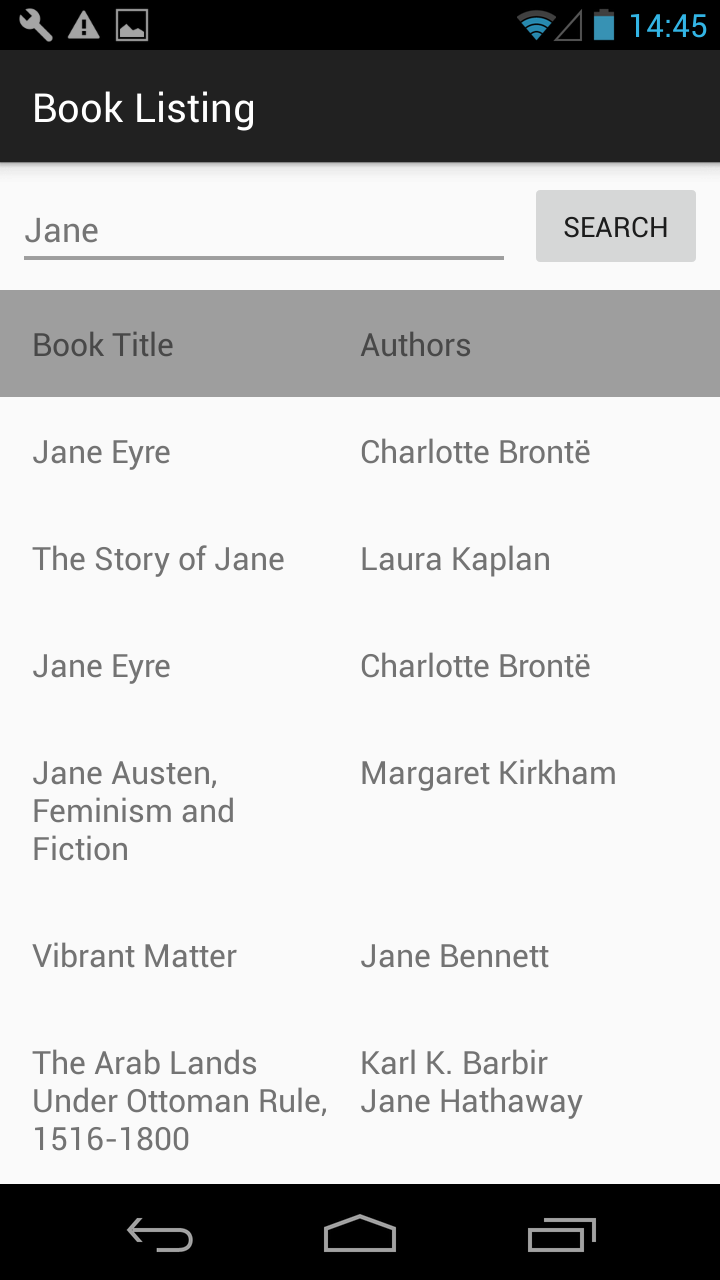 14:45
Book Listing
Jane
SEARCH
Book Title
Authors
Jane Eyre
Charlotte Brontë
The Story of Jane
Laura Kaplan
Jane Eyre
Charlotte Brontë
Jane Austen,
Feminism and
Fiction
Margaret Kirkham
Vibrant Matter
Jane Bennett
The Arab Lands
Under Ottoman Rule,
1516-1800
Karl K. Barbir
Jane Hathaway